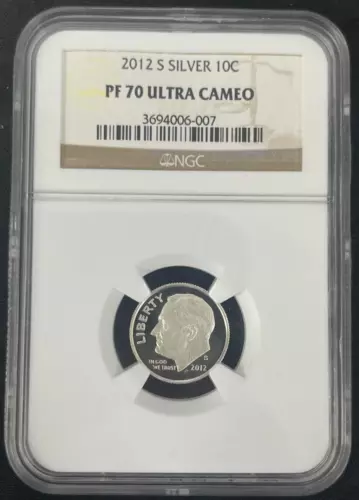 2012 S SILVER 10C
PF 70 ULTRA CAMEO
3694006-007
NGC
LIBERTY
IN GOD
WE TRUST
S
2012